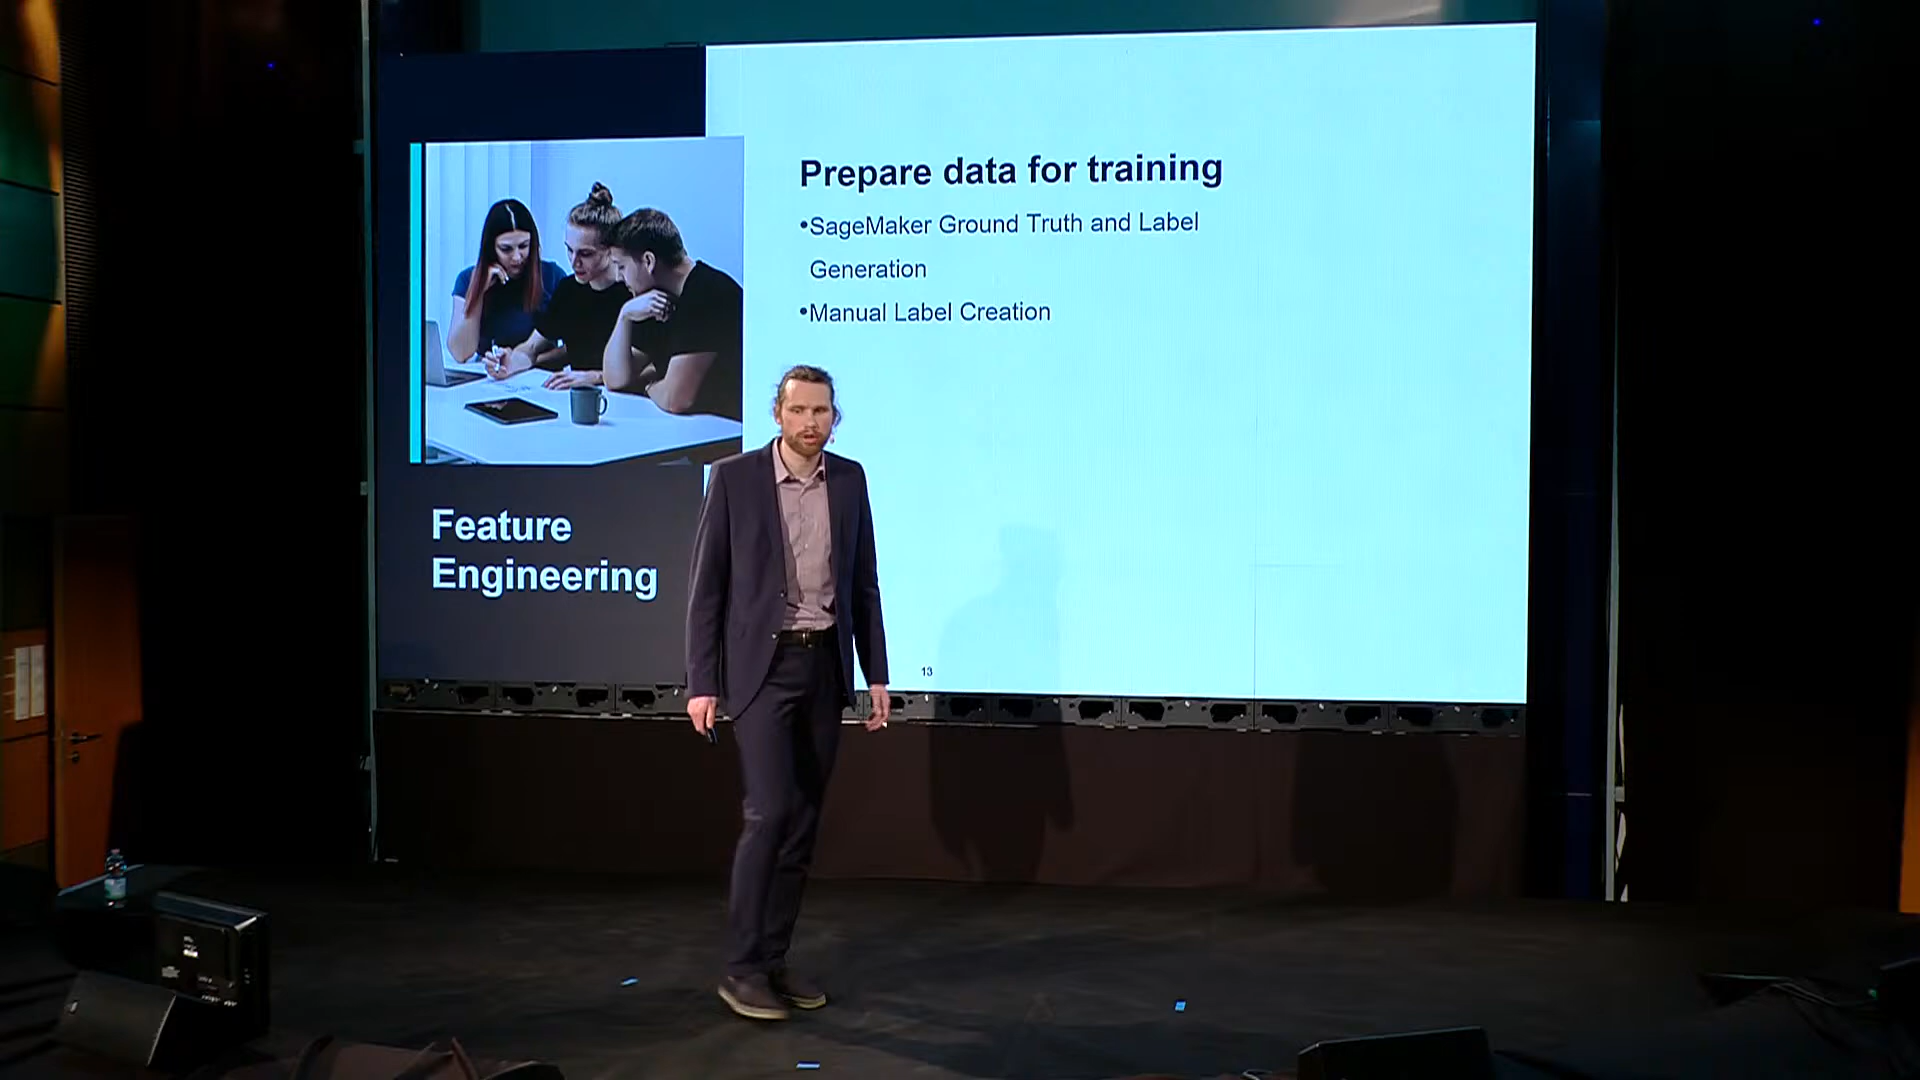 Prepare data for training
•SageMaker Ground Truth and Label
Generation
•Manual Label Creation
Feature
Engineering
13